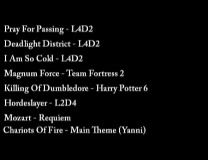 Pray For Passing - L4D2
Deadlight District - L4D2
I Am So Cold - L4D2
Magnum Force - Team Fortress 2
Killing Of Dumbledore - Harry Potter 6
Hordeslayer - L2D4
Mozart - Requiem
Chariots Of Fire - Main Theme (Yanni)